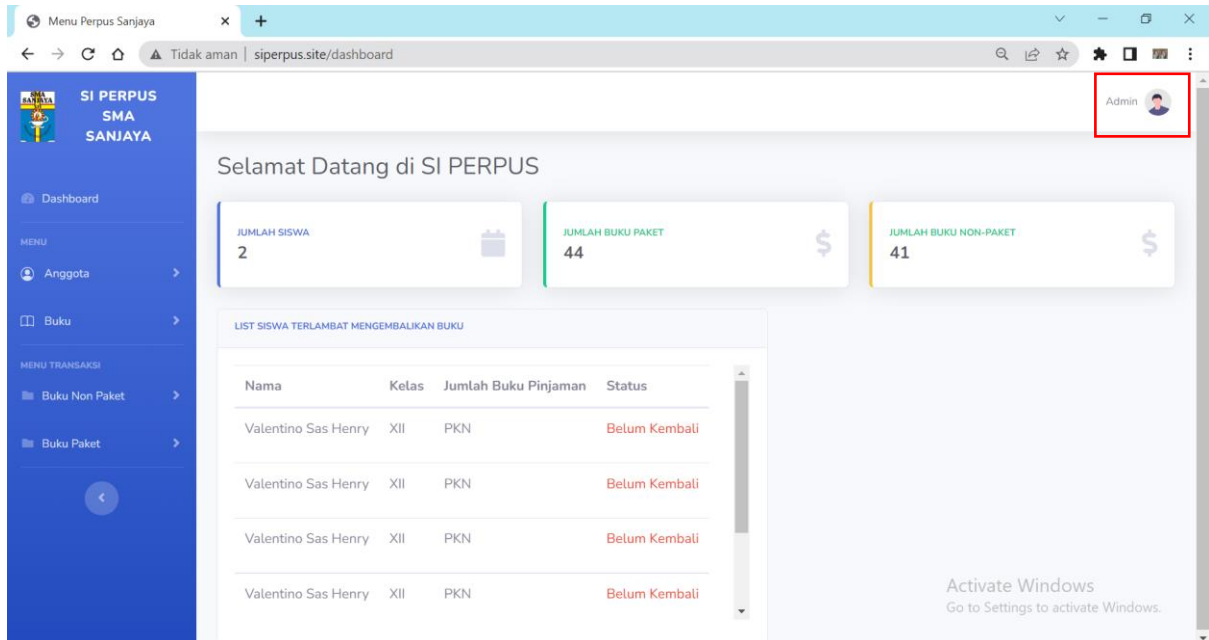 Menu Perpus Sanjaya
Tidak aman | siperpus.site/dashboard
SMA
SANJAYA
SI PERPUS
SMA
SANJAYA
Admin
Selamat Datang di SI PERPUS
Dashboard
JUMLAH SISWA
2
JUMLAH BUKU PAKET
44
JUMLAH BUKU NON-PAKET
41
MENU
Anggota
Buku
MENU TRANSAKSI
Buku Non Paket
Buku Paket
LIST SISWA TERLAMBAT MENGEMBALIKAN BUKU
Nama Kelas Jumlah Buku Pinjaman Status
Valentino Sas Henry XII PKN Belum Kembali
Valentino Sas Henry XII PKN Belum Kembali
Valentino Sas Henry XII PKN Belum Kembali
Valentino Sas Henry XII PKN Belum Kembali
Activate Windows
Go to Settings to activate Windows.